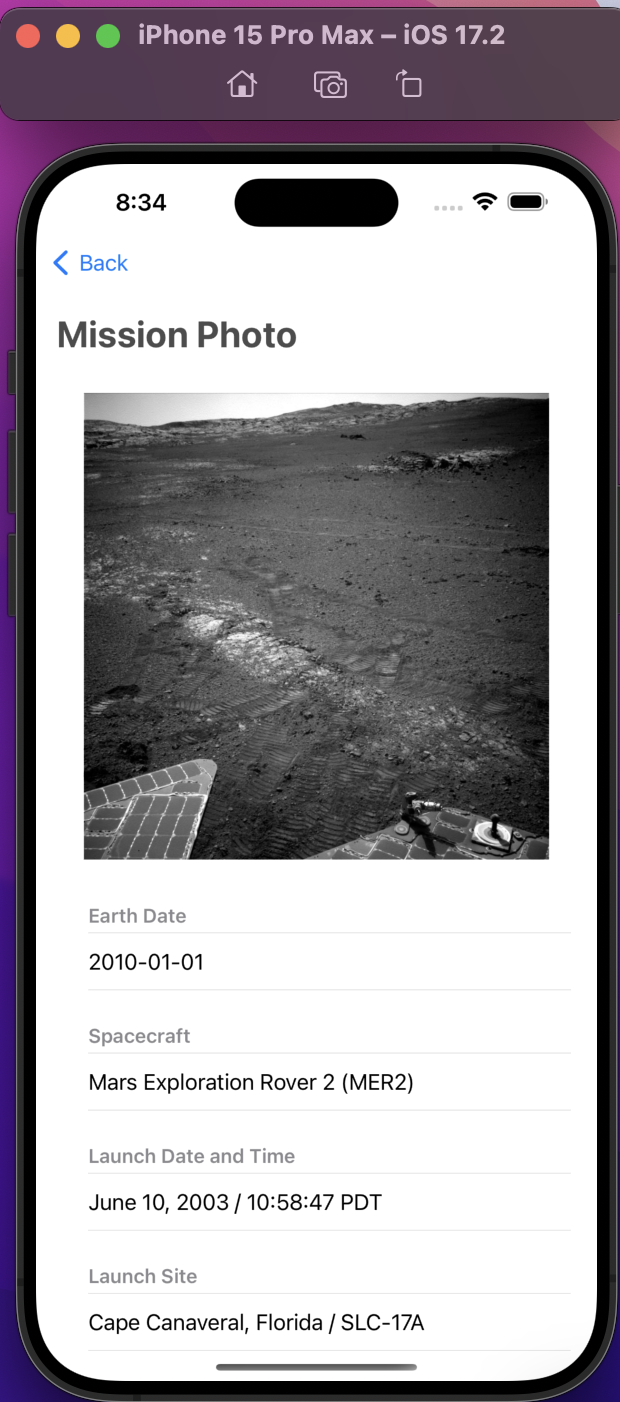 iPhone 15 Pro Max – iOS 17.2
8:34
Back
Mission Photo
Earth Date
2010-01-01
Spacecraft
Mars Exploration Rover 2 (MER2)
Launch Date and Time
June 10, 2003 / 10:58:47 PDT
Launch Site
Cape Canaveral, Florida / SLC-17A